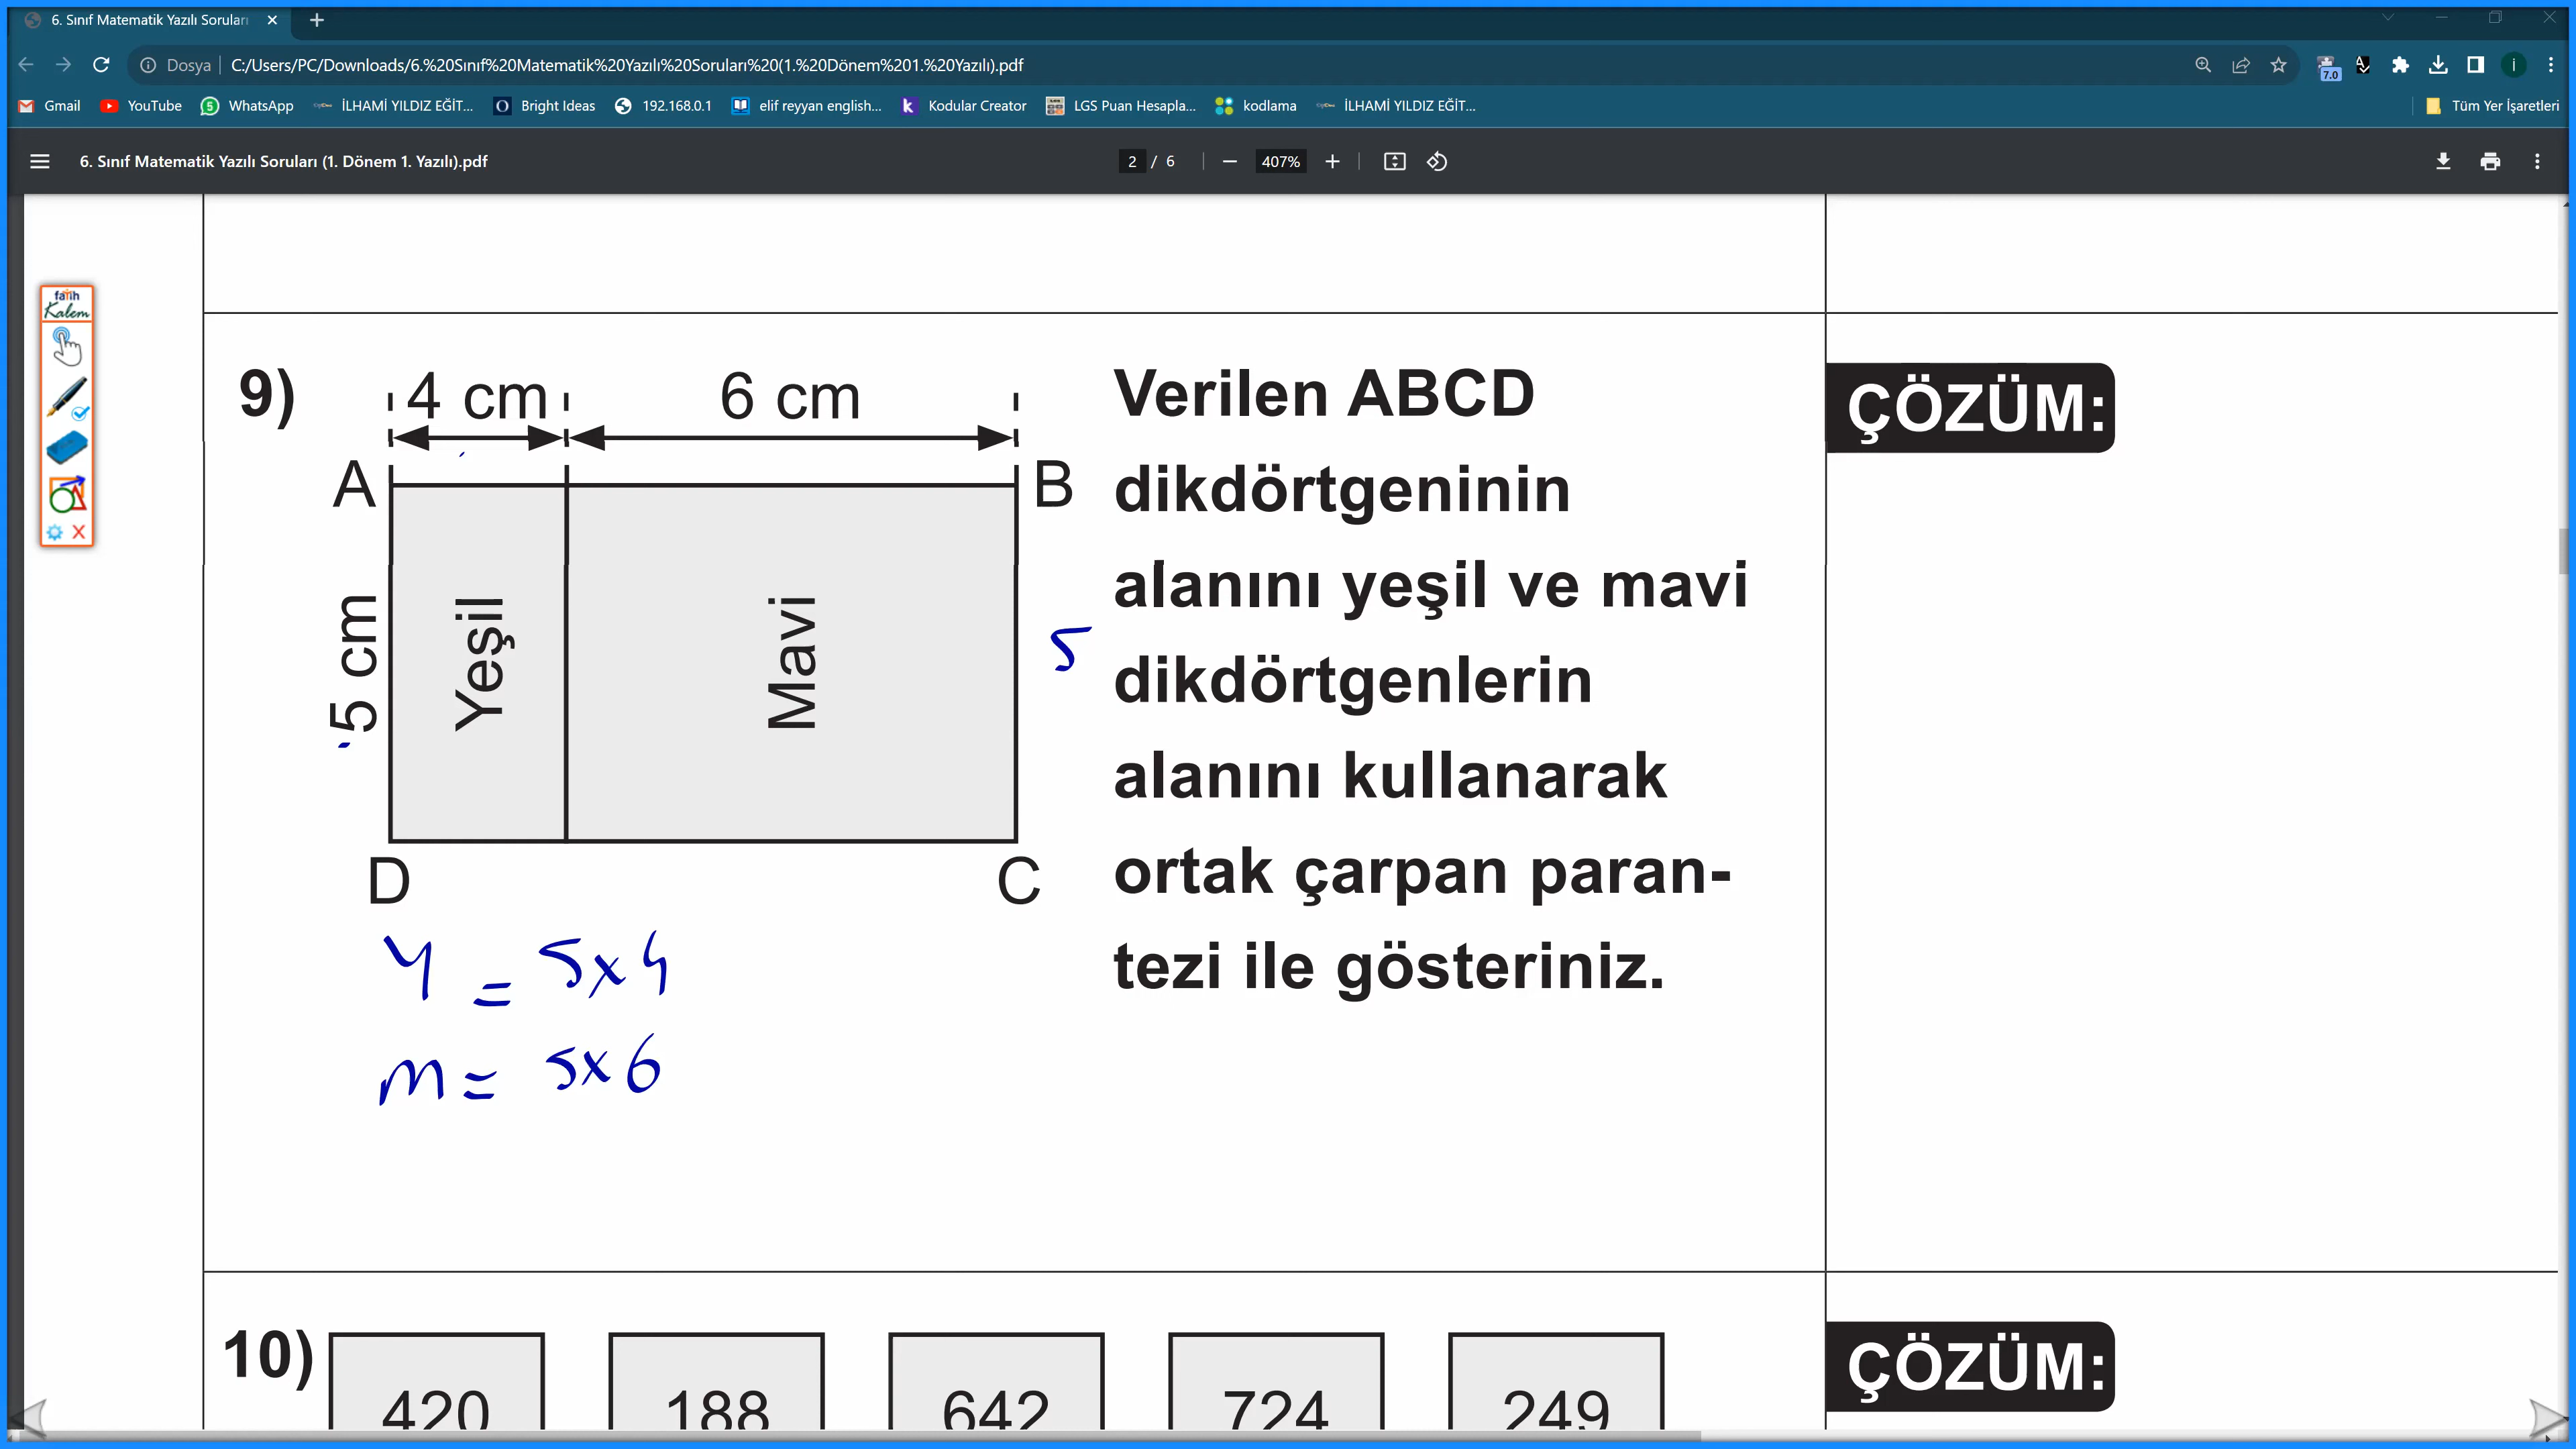 6. Sınıf Matematik Yazılı Soruları
Dosya
C:/Users/PC/Downloads/6.%20Sınıf%20Matematik%20Yazılı%20Soruları%20(1.%20Dönem%201.%20Yazılı).pdf
7.0
i
Gmail
YouTube
WhatsApp
İLHAMİ YILDIZ EĞİT...
Bright Ideas
192.168.0.1
elif reyyan english...
Kodular Creator
LGS Puan Hesapla...
kodlama
İLHAMİ YILDIZ EĞİT...
Tüm Yer İşaretleri
6. Sınıf Matematik Yazılı Soruları (1. Dönem 1. Yazılı).pdf
2 / 6
407%
fatih
Kalem
9)
4 cm
6 cm
A
B
5 cm
Yeşil
Mavi
5
D
C
Y = 5x4
m = 5x6
Verilen ABCD
dikdörtgeninin
alanını yeşil ve mavi
dikdörtgenlerin
alanını kullanarak
ortak çarpan paran-
tezi ile gösteriniz.
ÇÖZÜM:
10)
420
188
642
724
249
ÇÖZÜM: